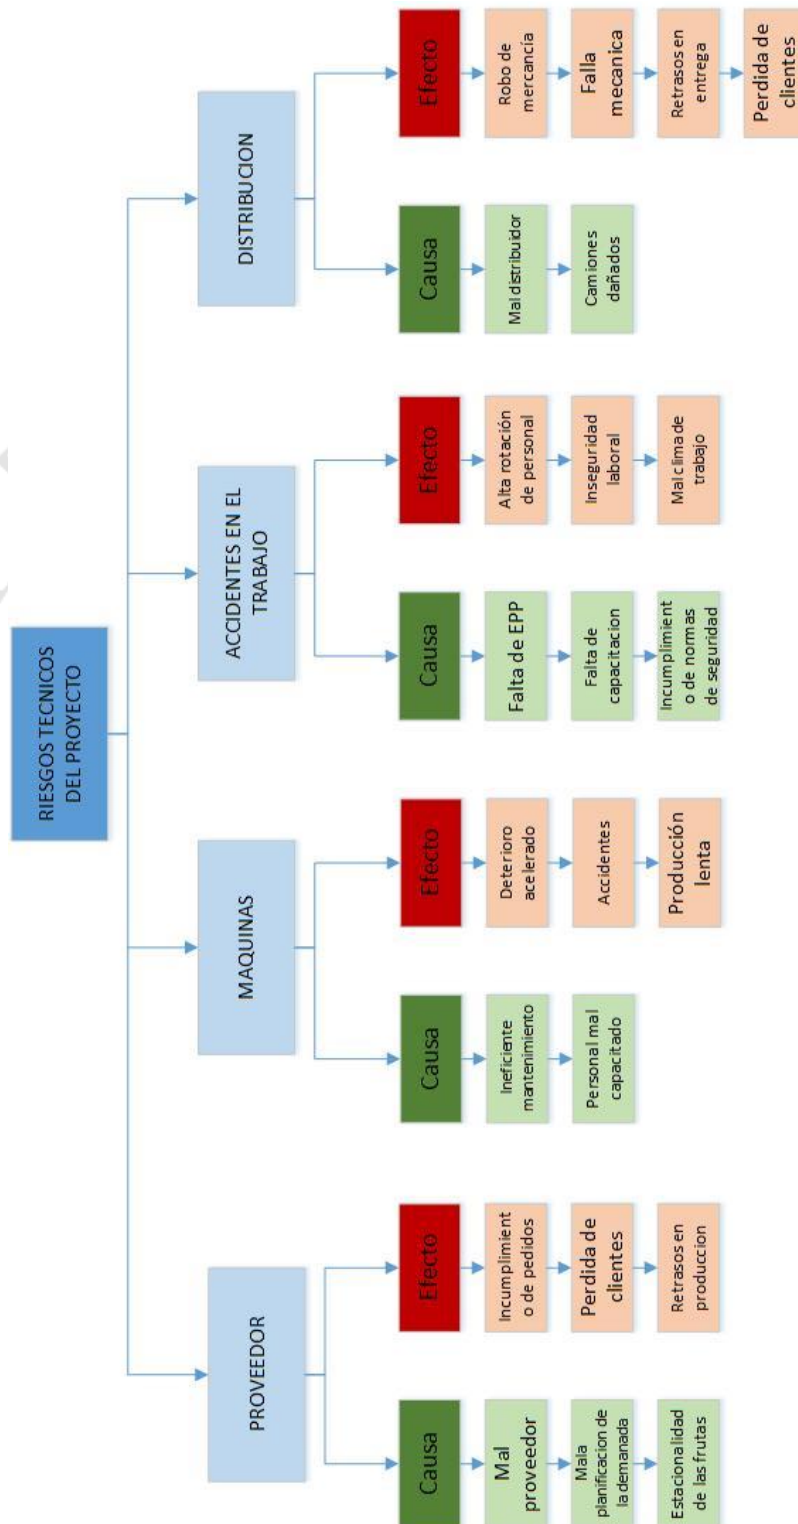 RIESGOS TECNICOS
DEL PROYECTO
PROVEEDOR
Causa
Mal
proveedor
Mala
planificacion de
la demanada
Estacionalidad
de las frutas
Efecto
Incumplimient
o de pedidos
Perdida de
clientes
Retrasos en
produccion
MAQUINAS
Causa
Ineficiente
mantenimiento
Personal mal
capacitado
Efecto
Deterioro
acelerado
Accidentes
Producción
lenta
ACCIDENTES EN EL
TRABAJO
Causa
Falta de EPP
Falta de
capacitacion
Incumplimient
o de normas
de seguridad
Efecto
Alta rotación
de personal
Inseguridad
laboral
Mal clima de
trabajo
DISTRIBUCION
Causa
Mal distribuidor
Camiones
dañados
Efecto
Robo de
mercancía
Falla
mecanica
Retrasos en
entrega
Perdida de
clientes